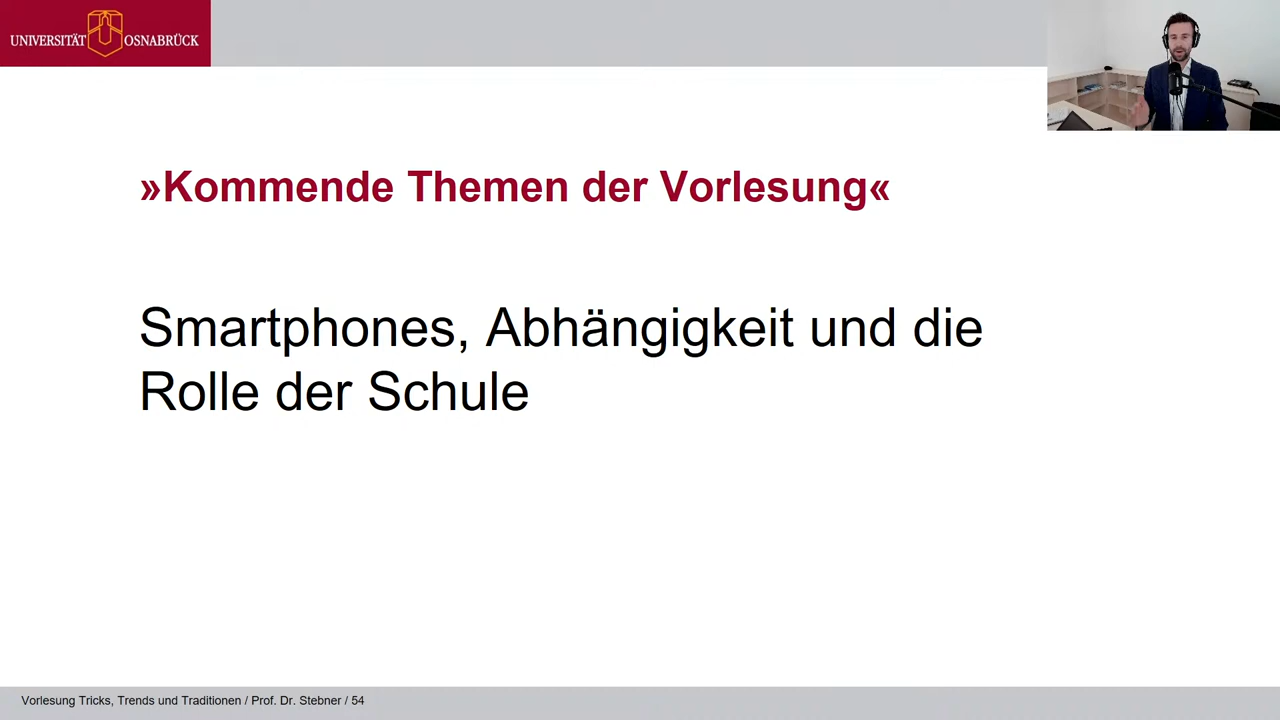 UNIVERSITÄT OSNABRÜCK
»Kommende Themen der Vorlesung«
Smartphones, Abhängigkeit und die
Rolle der Schule
Vorlesung Tricks, Trends und Traditionen / Prof. Dr. Stebner / 54